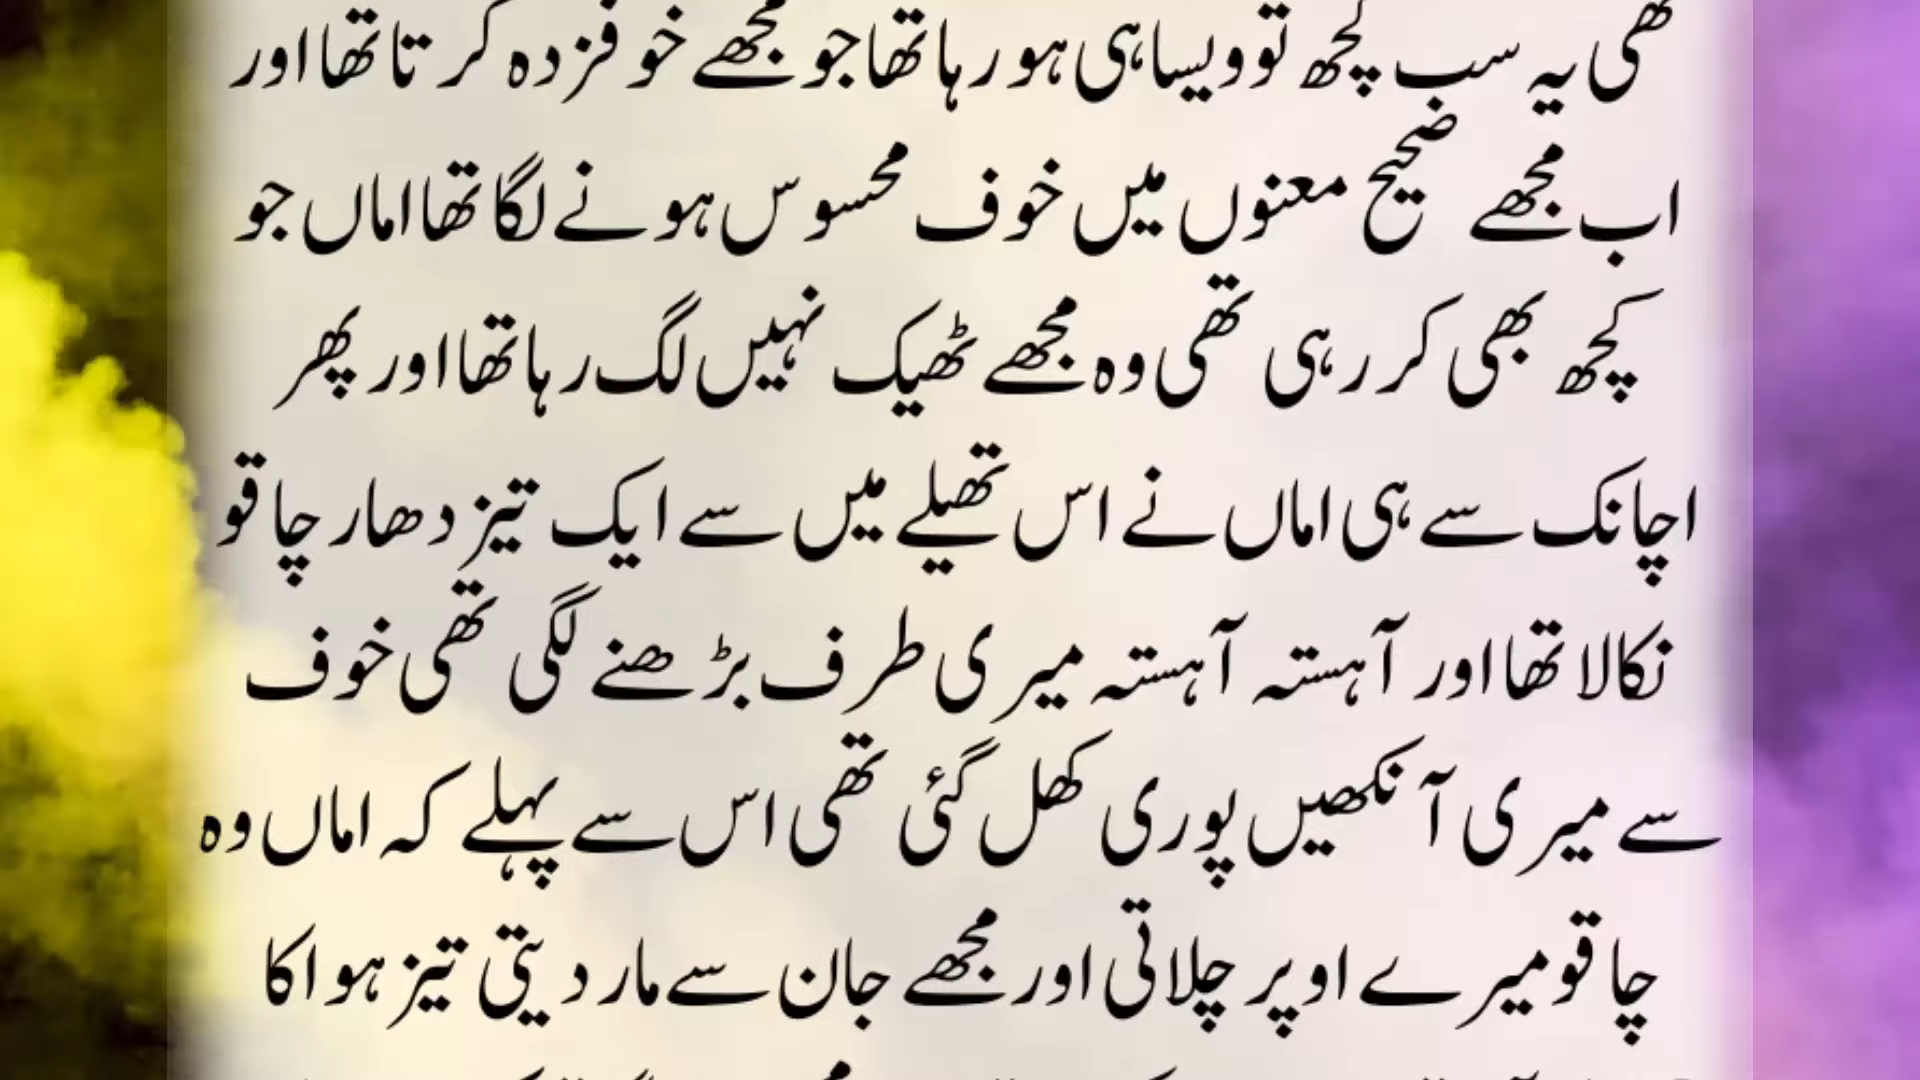 تھی یہ سب کچھ تو ویسا ہی ہو رہا تھا جو مجھے خوفزدہ کرتا تھا اور
اب مجھے ضحیح معنوں میں خوف محسوس ہونے لگا تھا اماں جو
کچھ بھی کر رہی تھی وہ مجھے ٹھیک نہیں لگ رہا تھا اور پھر
اچانک سے ہی اماں نے اس تھیلے میں سے ایک تیز دھار چاقو
نکالا تھا اور آہستہ آہستہ میری طرف بڑھنے لگی تھی خوف
سے میری آنکھیں پوری کھل گئی تھی اس سے پہلے کہ اماں وہ
چاقو میرے اوپر چلاتی اور مجھے جان سے مار دیتی تیز ہوا کا